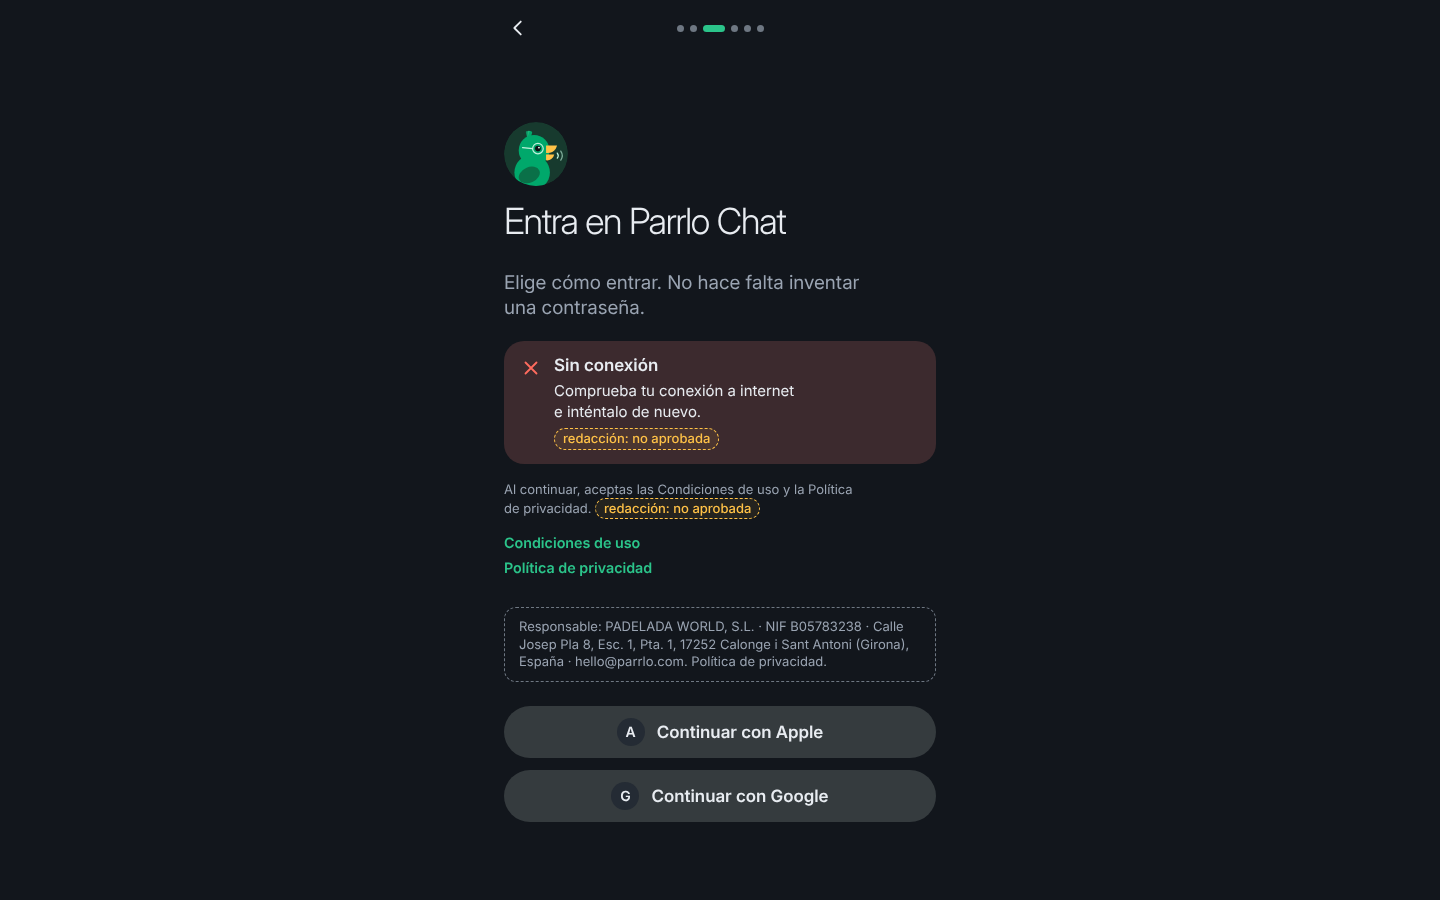 Entra en Parrlo Chat
Elige cómo entrar. No hace falta inventar
una contraseña.
Sin conexión
Comprueba tu conexión a internet
e inténtalo de nuevo.
redacción: no aprobada
Al continuar, aceptas las Condiciones de uso y la Política
de privacidad. redacción: no aprobada
Condiciones de uso
Política de privacidad
Responsable: PADELADA WORLD, S.L. · NIF B05783238 · Calle
Josep Pla 8, Esc. 1, Pta. 1, 17252 Calonge i Sant Antoni (Girona),
España · hello@parrlo.com. Política de privacidad.
A Continuar con Apple
G Continuar con Google